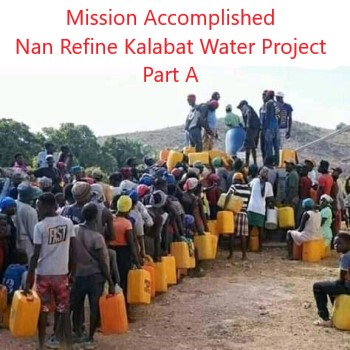 Mission Accomplished
Nan Refine Kalabat Water Project
Part A